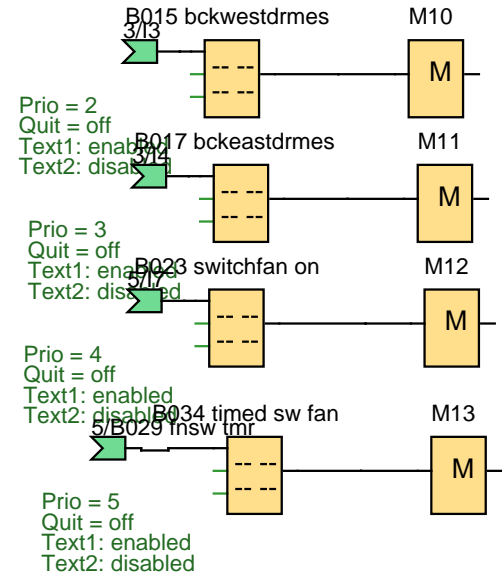 B015 bckwestdrmes
M10
3/I3
M
Prio = 2
Quit = off
Text1: enabled
Text2: disabled
B017 bckeastdrmes
M11
3/I4
M
Prio = 3
Quit = off
Text1: enabled
Text2: disabled
B023 switchfan on
M12
5/I7
M
Prio = 4
Quit = off
Text1: enabled
Text2: disabled
B034 timed sw fan
M13
5/B029 fnsw tmr
M
Prio = 5
Quit = off
Text1: enabled
Text2: disabled